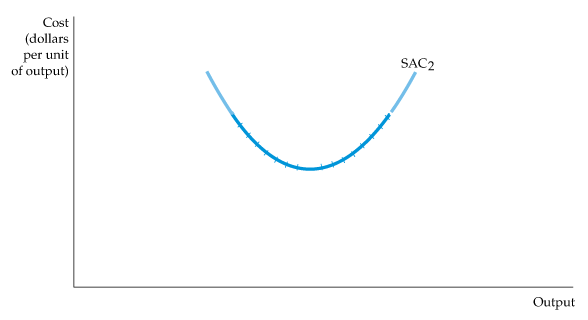 Cost
(dollars
per unit
of output)
SAC2
Output